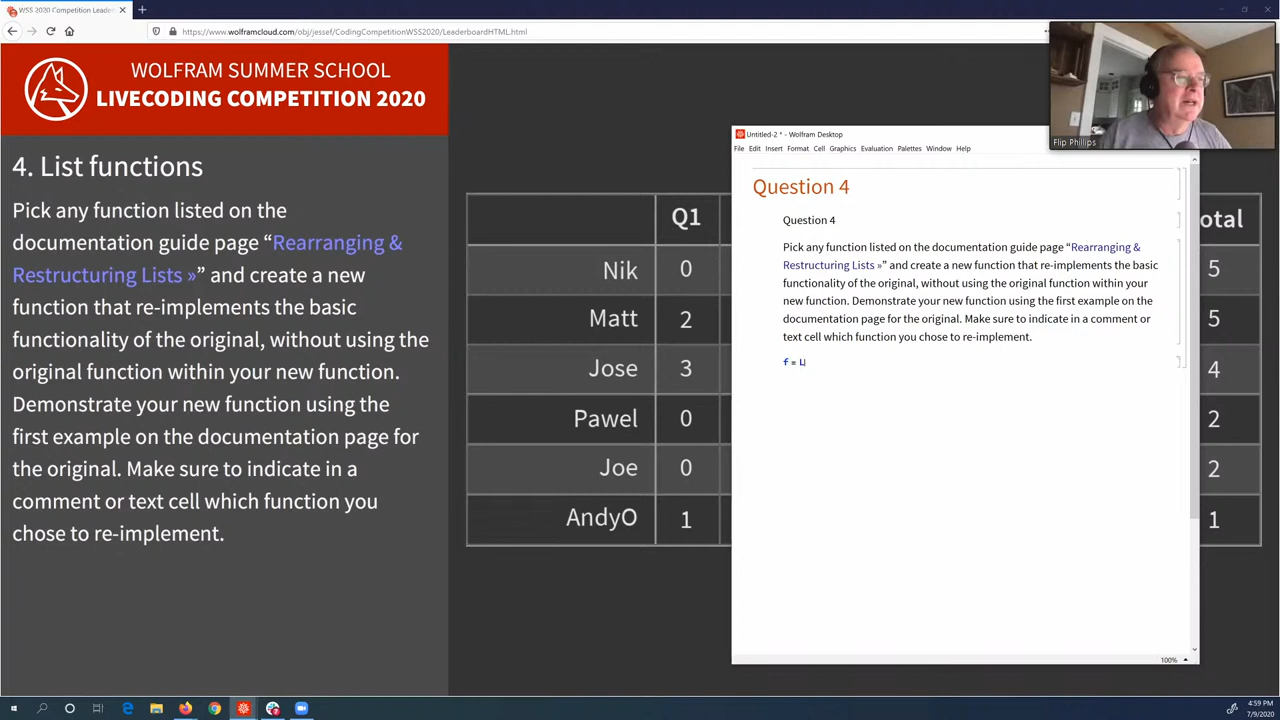 WSS 2020 Competition Leader
https://www.wolframcloud.com/obj/jessef/CodingCompetitionWSS2020/LeaderboardHTML.html
WOLFRAM SUMMER SCHOOL
LIVECODING COMPETITION 2020
4. List functions
Pick any function listed on the
documentation guide page “Rearranging &
Restructuring Lists »” and create a new
function that re-implements the basic
functionality of the original, without using the
original function within your new function.
Demonstrate your new function using the
first example on the documentation page for
the original. Make sure to indicate in a
comment or text cell which function you
chose to re-implement.
Q1
otal
Nik 0 5
Matt 2 5
Jose 3 4
Pawel 0 2
Joe 0 2
AndyO 1 1
Untitled-2 * - Wolfram Desktop
File Edit Insert Format Cell Graphics Evaluation Palettes Window Help
Question 4
Question 4
Pick any function listed on the documentation guide page “Rearranging &
Restructuring Lists »” and create a new function that re-implements the basic
functionality of the original, without using the original function within your
new function. Demonstrate your new function using the first example on the
documentation page for the original. Make sure to indicate in a comment or
text cell which function you chose to re-implement.
f = L
100%
Flip Phillips
4:59 PM
7/9/2020